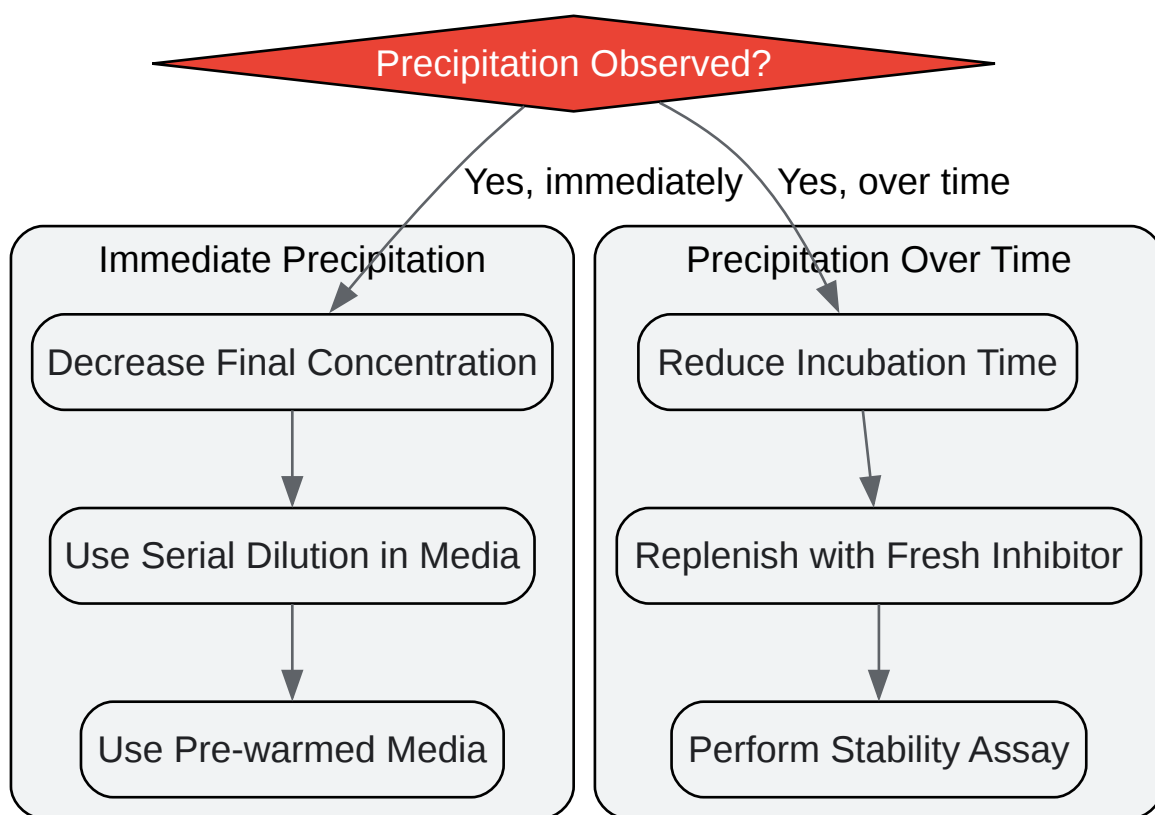 Precipitation Observed?
Yes, immediately
Yes, over time
Immediate Precipitation
Decrease Final Concentration
Use Serial Dilution in Media
Use Pre-warmed Media
Precipitation Over Time
Reduce Incubation Time
Replenish with Fresh Inhibitor
Perform Stability Assay